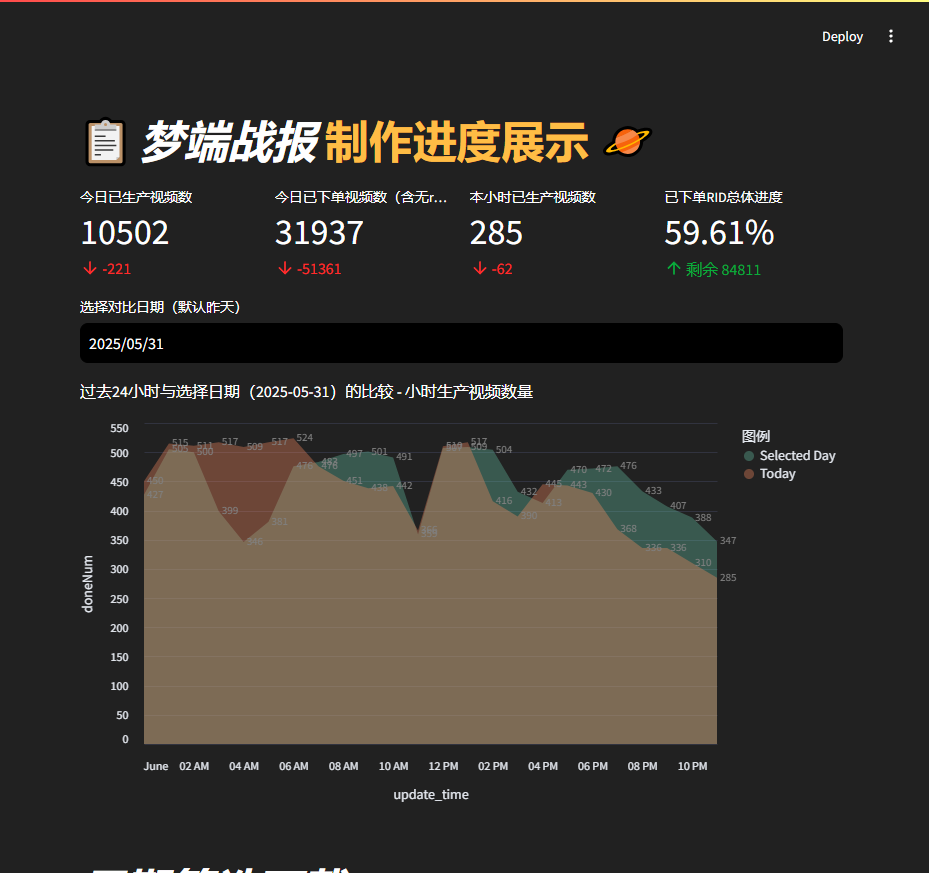 Deploy
梦端战报制作进度展示
今日已生产视频数
10502
-221
今日已下单视频数（含无r...
31937
-51361
本小时已生产视频数
285
-62
已下单RID总体进度
59.61%
剩余 84811
选择对比日期（默认昨天）
2025/05/31
过去24小时与选择日期（2025-05-31）的比较 - 小时生产视频数量
图例
Selected Day
Today
doneNum
550
500
450
400
350
300
250
200
150
100
50
0
515 511 517 509 517 524
500
427
399
346
476
497 501 491
451 438 442
517 504
416
432
390
445
413
443
470 472 476
430
433
407
388
368
336 336
310
347
285
June 02 AM 04 AM 06 AM 08 AM 10 AM 12 PM 02 PM 04 PM 06 PM 08 PM 10 PM
update_time